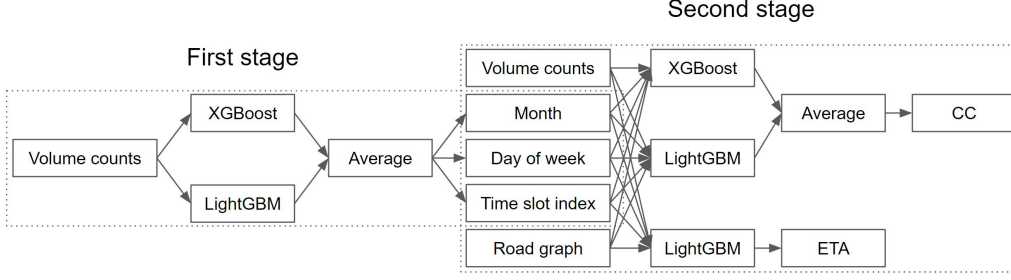 Second stage
First stage
Volume counts
XGBoost
LightGBM
Average
Volume counts
Month
Day of week
Time slot index
Road graph
XGBoost
LightGBM
LightGBM
Average
CC
ETA